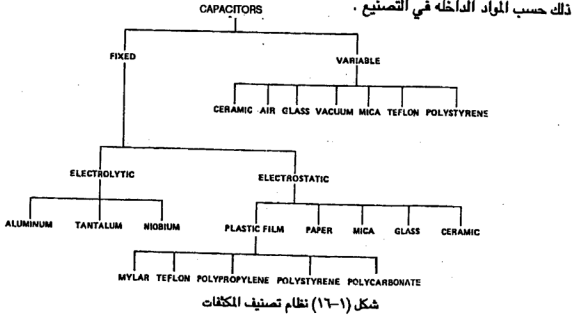 ذلك حسب المواد الداخله في التصنيع .
CAPACITORS
FIXED
VARIABLE
CERAMIC AIR GLASS VACUUM MICA TEFLON POLYSTYRENE
ELECTROLYTIC
ELECTROSTATIC
ALUMINUM TANTALUM NIOBIUM
PLASTIC FILM PAPER MICA GLASS CERAMIC
MYLAR TEFLON POLYPROPYLENE POLYSTYRENE POLYCARBONATE
شكل (١-١٦) نظام تصنيف المكثفات